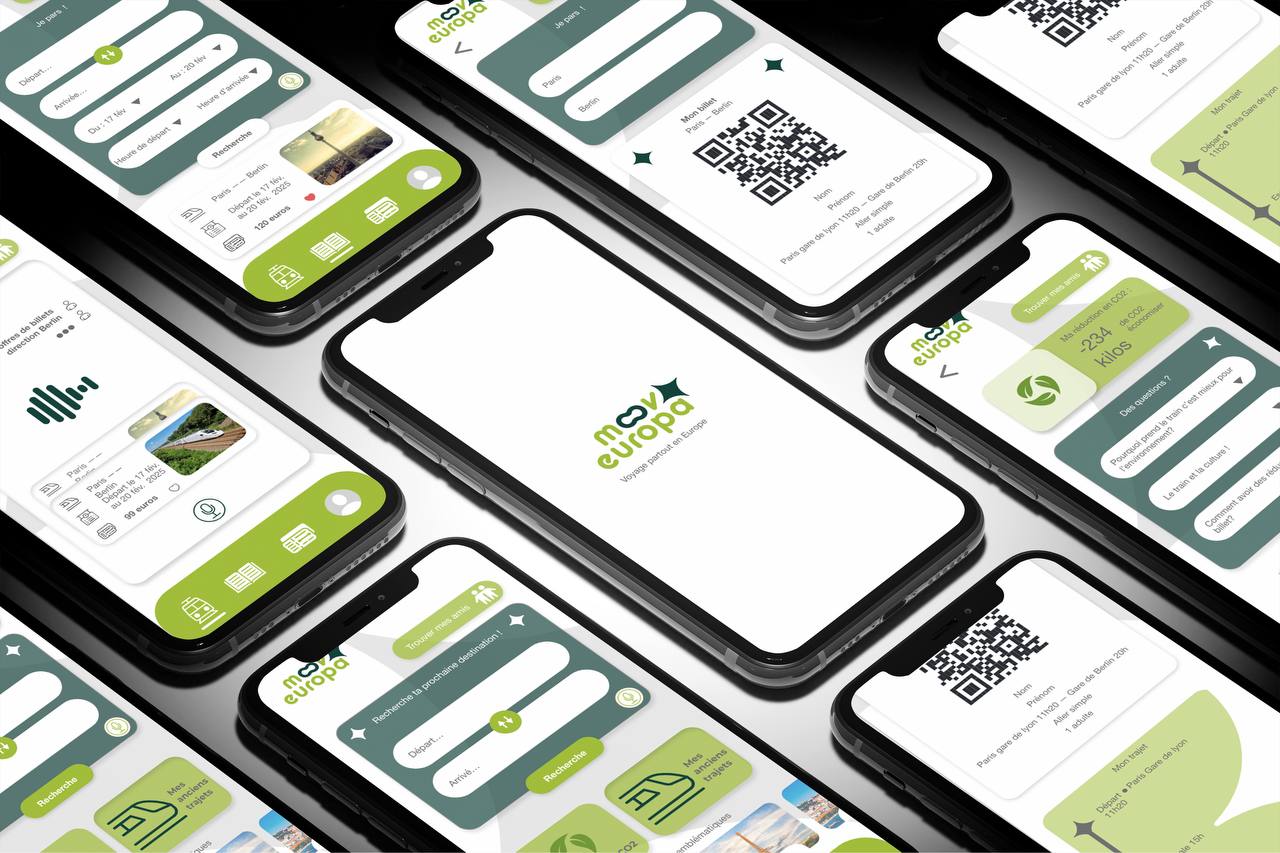 Je pars !
Départ...
Arrivée...
Du : 17 fév
Au : 20 fév
Heure de départ
Heure d'arrivée
Recherche
Paris — — Berlin
Départ le 17 fév.
au 20 fév. 2025
120 euros
moov
europa
Paris
Berlin
Mon billet
Paris — Berlin
Nom
Prénom
Paris gare de lyon 11h20 — Gare de Berlin 20h
Aller simple
1 adulte
Nom
Prénom
Paris gare de lyon 11h20 — Gare de Berlin 20h
Aller simple
1 adulte
Mon trajet
Départ ● Paris Gare de lyon
11h20
offres de billets
direction Berlin
Paris — —
Paris — —
Berlin
Départ le 17 fév.
au 20 fév. 2025
99 euros
moov
europa
Voyage partout en Europe
moov
europa
Trouver mes amis
Ma réduction en CO2 :
-234
kilos
de CO2
économiser
Des questions ?
Pourquoi prend le train c'est mieux pour
l'environnement?
Le train et la culture !
Comment avoir des
billet?
Recherche
Mes
anciens
trajets
moov
europa
Trouver mes amis
Recherche ta prochaine destination !
Départ...
Arrivé...
Recherche
Mes
anciens
trajets
CO2
Nom
Prénom
Paris gare de lyon 11h20 — Gare de Berlin 20h
Aller simple
1 adulte
Mon trajet
Départ ● Paris Gare de lyon
11h20
15h